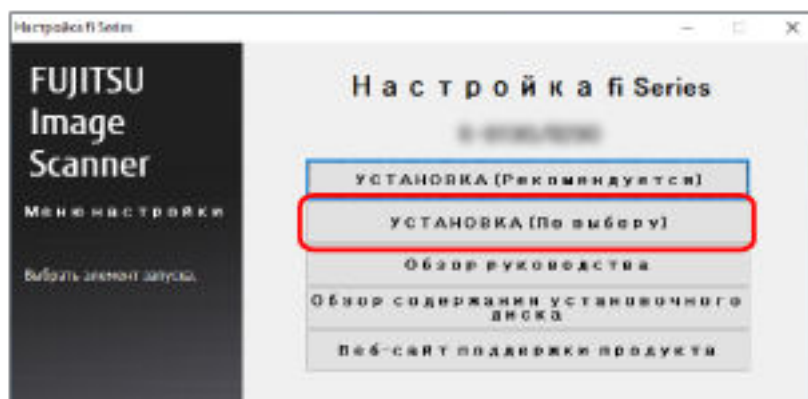 Настройка fi Series
FUJITSU
Image
Scanner
Меню настройки
Выбрать элемент запуска.
Настройка fi Series
УСТАНОВКА (Рекомендуется)
УСТАНОВКА (По выбору)
Обзор руководства
Обзор содержания установочного
диска
Веб-сайт поддержки продукта